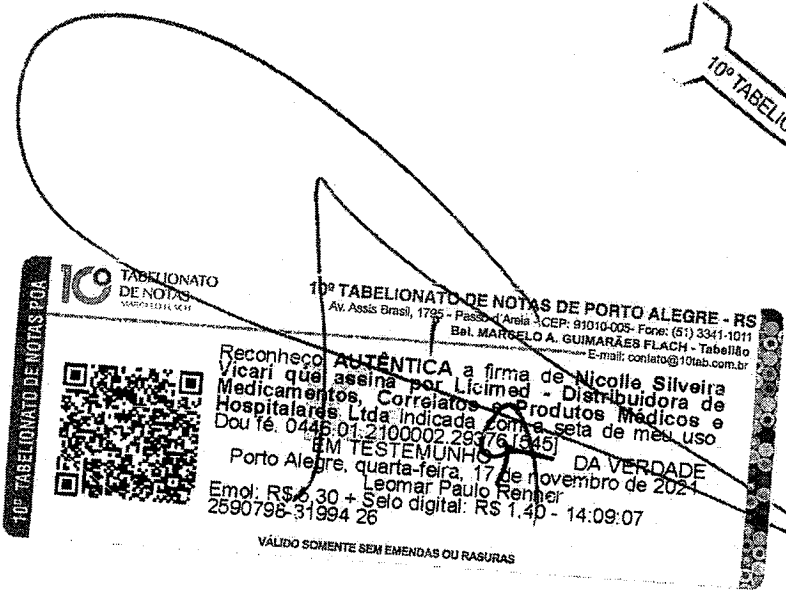 10º TABELIO
10º TABELIONATO DE NOTAS POA
10º TABELIONATO
DE NOTAS
MARCELO FLACH
10º TABELIONATO DE NOTAS DE PORTO ALEGRE - RS
Av. Assis Brasil, 1795 - Passo d'Areia - CEP: 91010-005- Fone: (51) 3341-1011
Bel. MARCELO A. GUIMARÃES FLACH - Tabelião
E-mail: contato@10tab.com.br
Reconheço AUTÊNTICA a firma de Nicolle Silveira
Vicari que assina por Licimed - Distribuidora de
Medicamentos, Correlatos e Produtos Médicos e
Hospitalares Ltda indicada com a seta de meu uso
Dou fé. 0446.01.2100002.29376 [545]
EM TESTEMUNHO DA VERDADE
Porto Alegre, quarta-feira, 17 de novembro de 2021
Leomar Paulo Renner
Emol: R$ 5,30 + Selo digital: R$ 1,40 - 14:09:07
2590798-31994 26
VÁLIDO SOMENTE SEM EMENDAS OU RASURAS